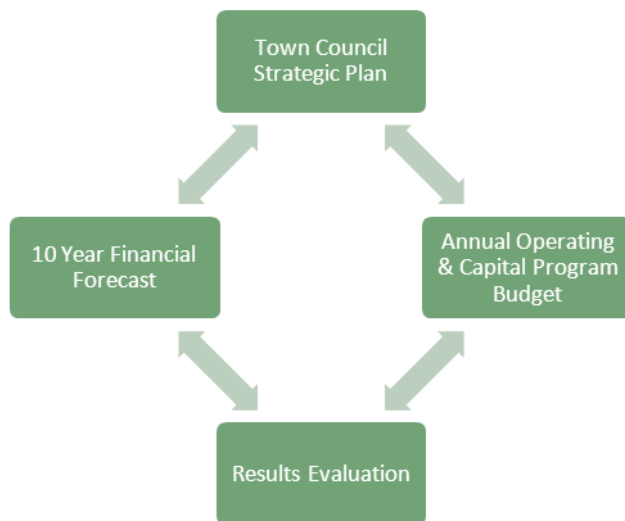 Town Council
Strategic Plan
10 Year Financial
Forecast
Annual Operating
& Capital Program
Budget
Results Evaluation